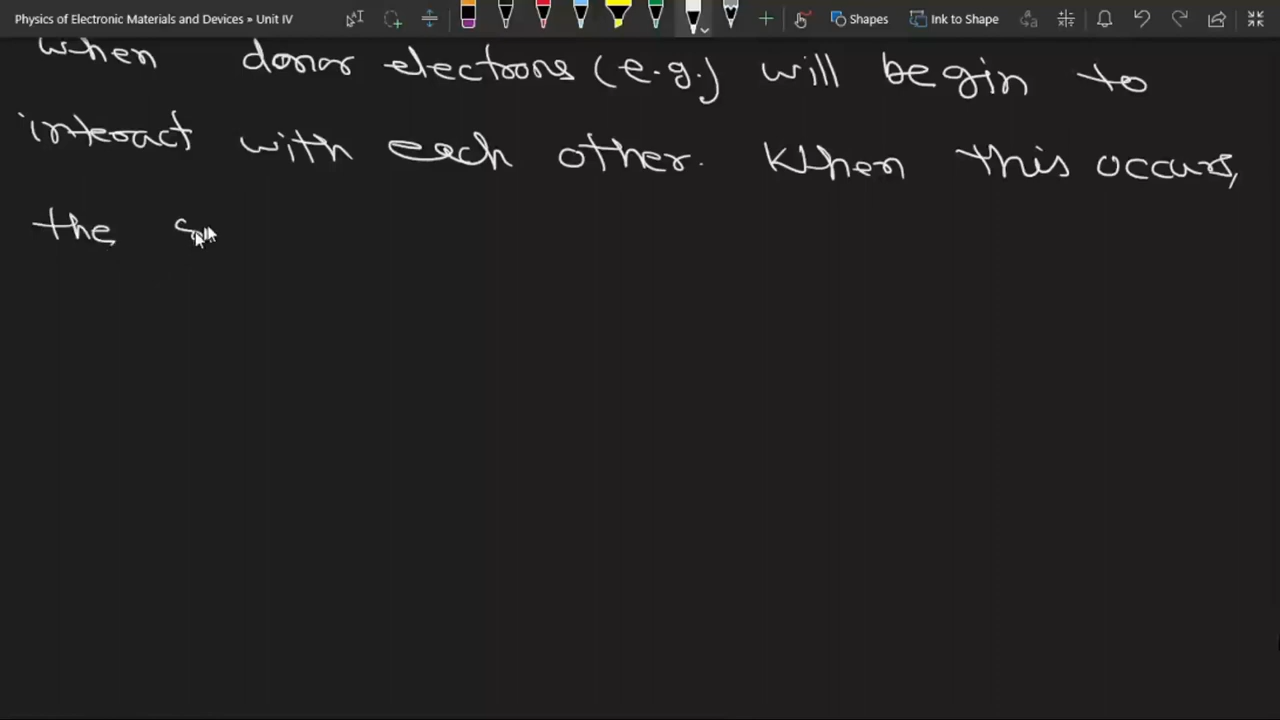 Physics of Electronic Materials and Devices » Unit IV Shapes Ink to Shape
when donor electrons (e.g.) will begin to
interact with each other. When this occurs,
the